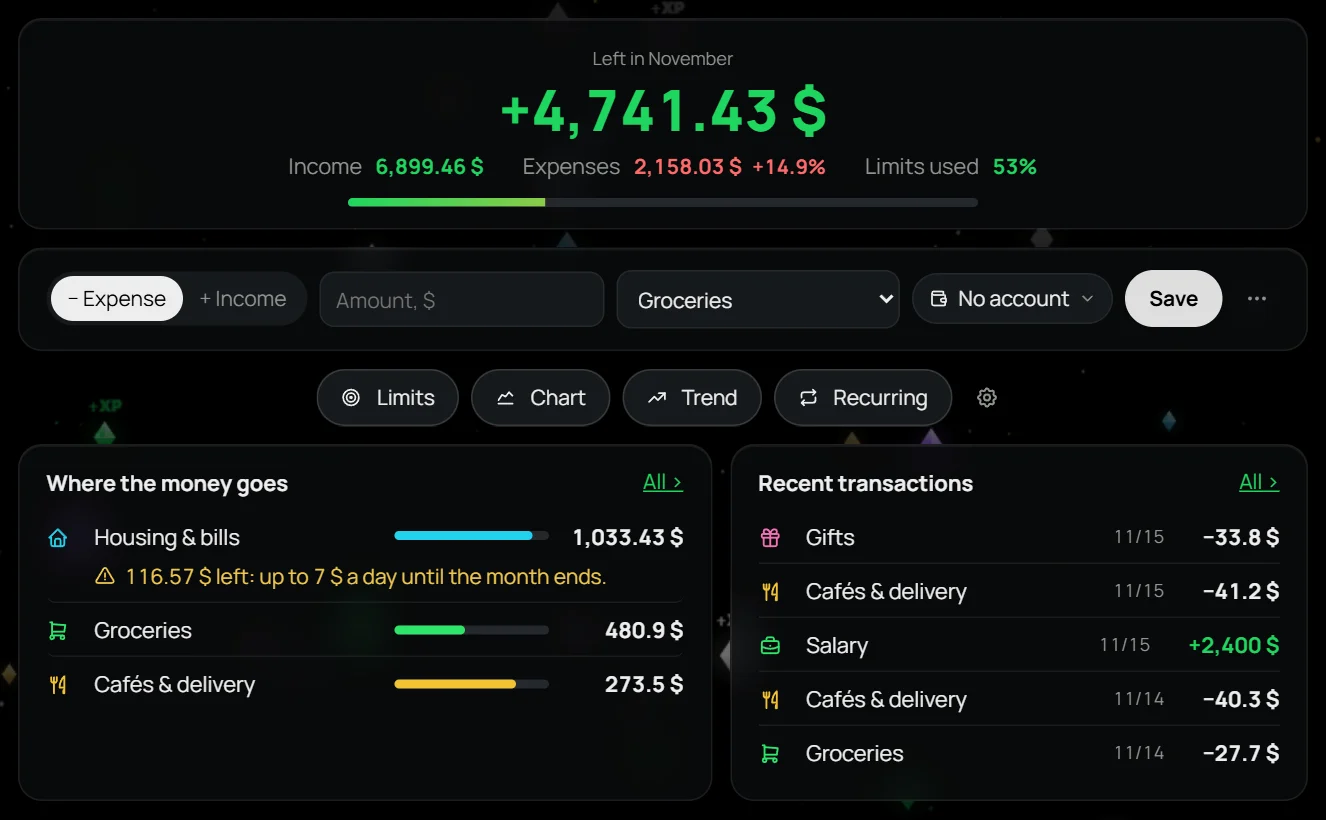 +XP
Left in November
+4,741.43 $
Income 6,899.46 $ Expenses 2,158.03 $ +14.9% Limits used 53%
− Expense + Income Amount, $ Groceries No account Save ...
Limits Chart Trend Recurring
+XP
Where the money goes All >
Housing & bills 1,033.43 $
116.57 $ left: up to 7 $ a day until the month ends.
Groceries 480.9 $
Cafés & delivery 273.5 $
Recent transactions All >
Gifts 11/15 −33.8 $
Cafés & delivery 11/15 −41.2 $
Salary 11/15 +2,400 $
Cafés & delivery 11/14 −40.3 $
Groceries 11/14 −27.7 $